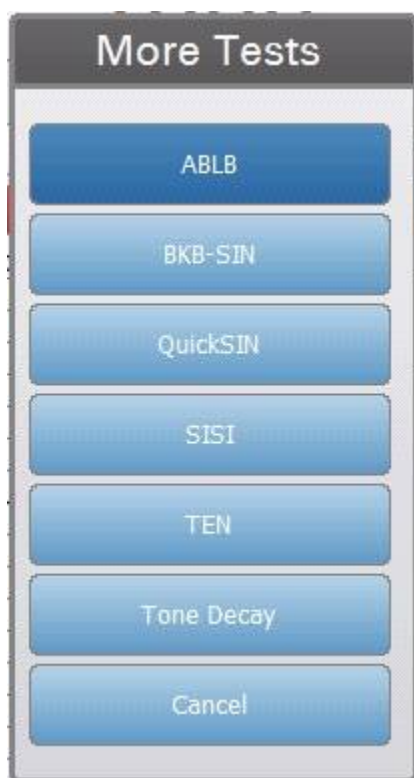 More Tests
ABLB
BKB-SIN
QuickSIN
SISI
TEN
Tone Decay
Cancel